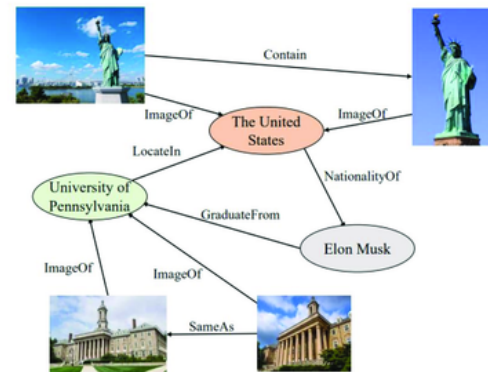 Contain
ImageOf
ImageOf
The United
States
LocateIn
NationalityOf
University of
Pennsylvania
GraduateFrom
Elon Musk
ImageOf
ImageOf
SameAs